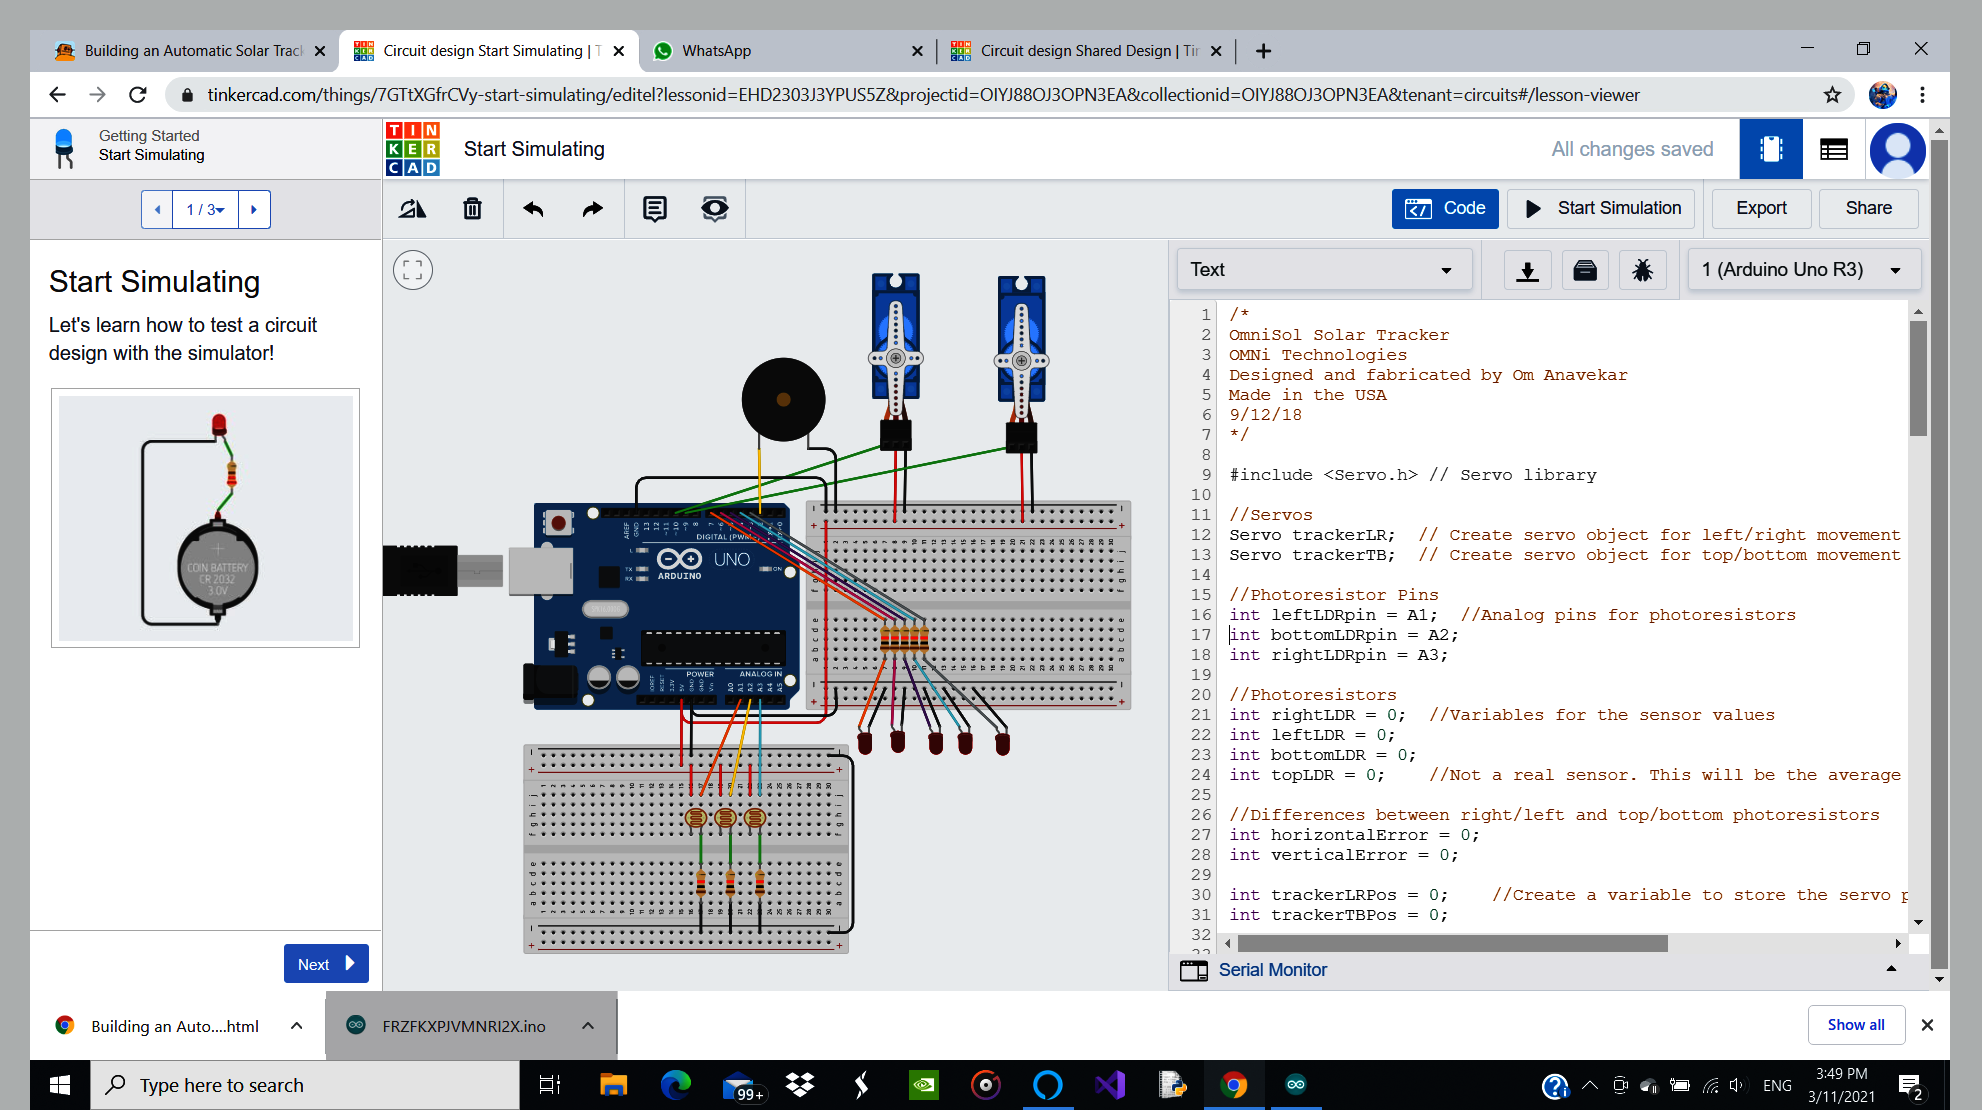 Building an Automatic Solar Trac
Circuit design Start Simulating | T
WhatsApp
Circuit design Shared Design | Tin
tinkercad.com/things/7GTtXGfrCVy-start-simulating/editel?lessonid=EHD2303J3YPUS5Z&projectid=OIYJ88OJ3OPN3EA&collectionid=OIYJ88OJ3OPN3EA&tenant=circuits#/lesson-viewer
Getting Started
Start Simulating
TIN
KER
CAD
Start Simulating
All changes saved
1 / 3
Code
Start Simulation
Export
Share
Start Simulating
Let's learn how to test a circuit
design with the simulator!
COIN BATTERY
CR 2032
3.0V
Next
DIGITAL (PWM
UNO
ARDUINO
ON
TX
RX
POWER
ANALOG IN
Text
1 (Arduino Uno R3)
1 /*
2 OmniSol Solar Tracker
3 OMNi Technologies
4 Designed and fabricated by Om Anavekar
5 Made in the USA
6 9/12/18
7 */
8
9 #include <Servo.h> // Servo library
10
11 //Servos
12 Servo trackerLR;  // Create servo object for left/right movement
13 Servo trackerTB;  // Create servo object for top/bottom movement
14
15 //Photoresistor Pins
16 int leftLDRpin = A1;  //Analog pins for photoresistors
17 int bottomLDRpin = A2;
18 int rightLDRpin = A3;
19
20 //Photoresistors
21 int rightLDR = 0;  //Variables for the sensor values
22 int leftLDR = 0;
23 int bottomLDR = 0;
24 int topLDR = 0;    //Not a real sensor. This will be the average
25
26 //Differences between right/left and top/bottom photoresistors
27 int horizontalError = 0;
28 int verticalError = 0;
29
30 int trackerLRPos = 0;    //Create a variable to store the servo p
31 int trackerTBPos = 0;
32
Serial Monitor
Building an Auto....html
FRZFKXPJVMNRI2X.ino
Show all
Type here to search
99+
ENG
3:49 PM
3/11/2021
2